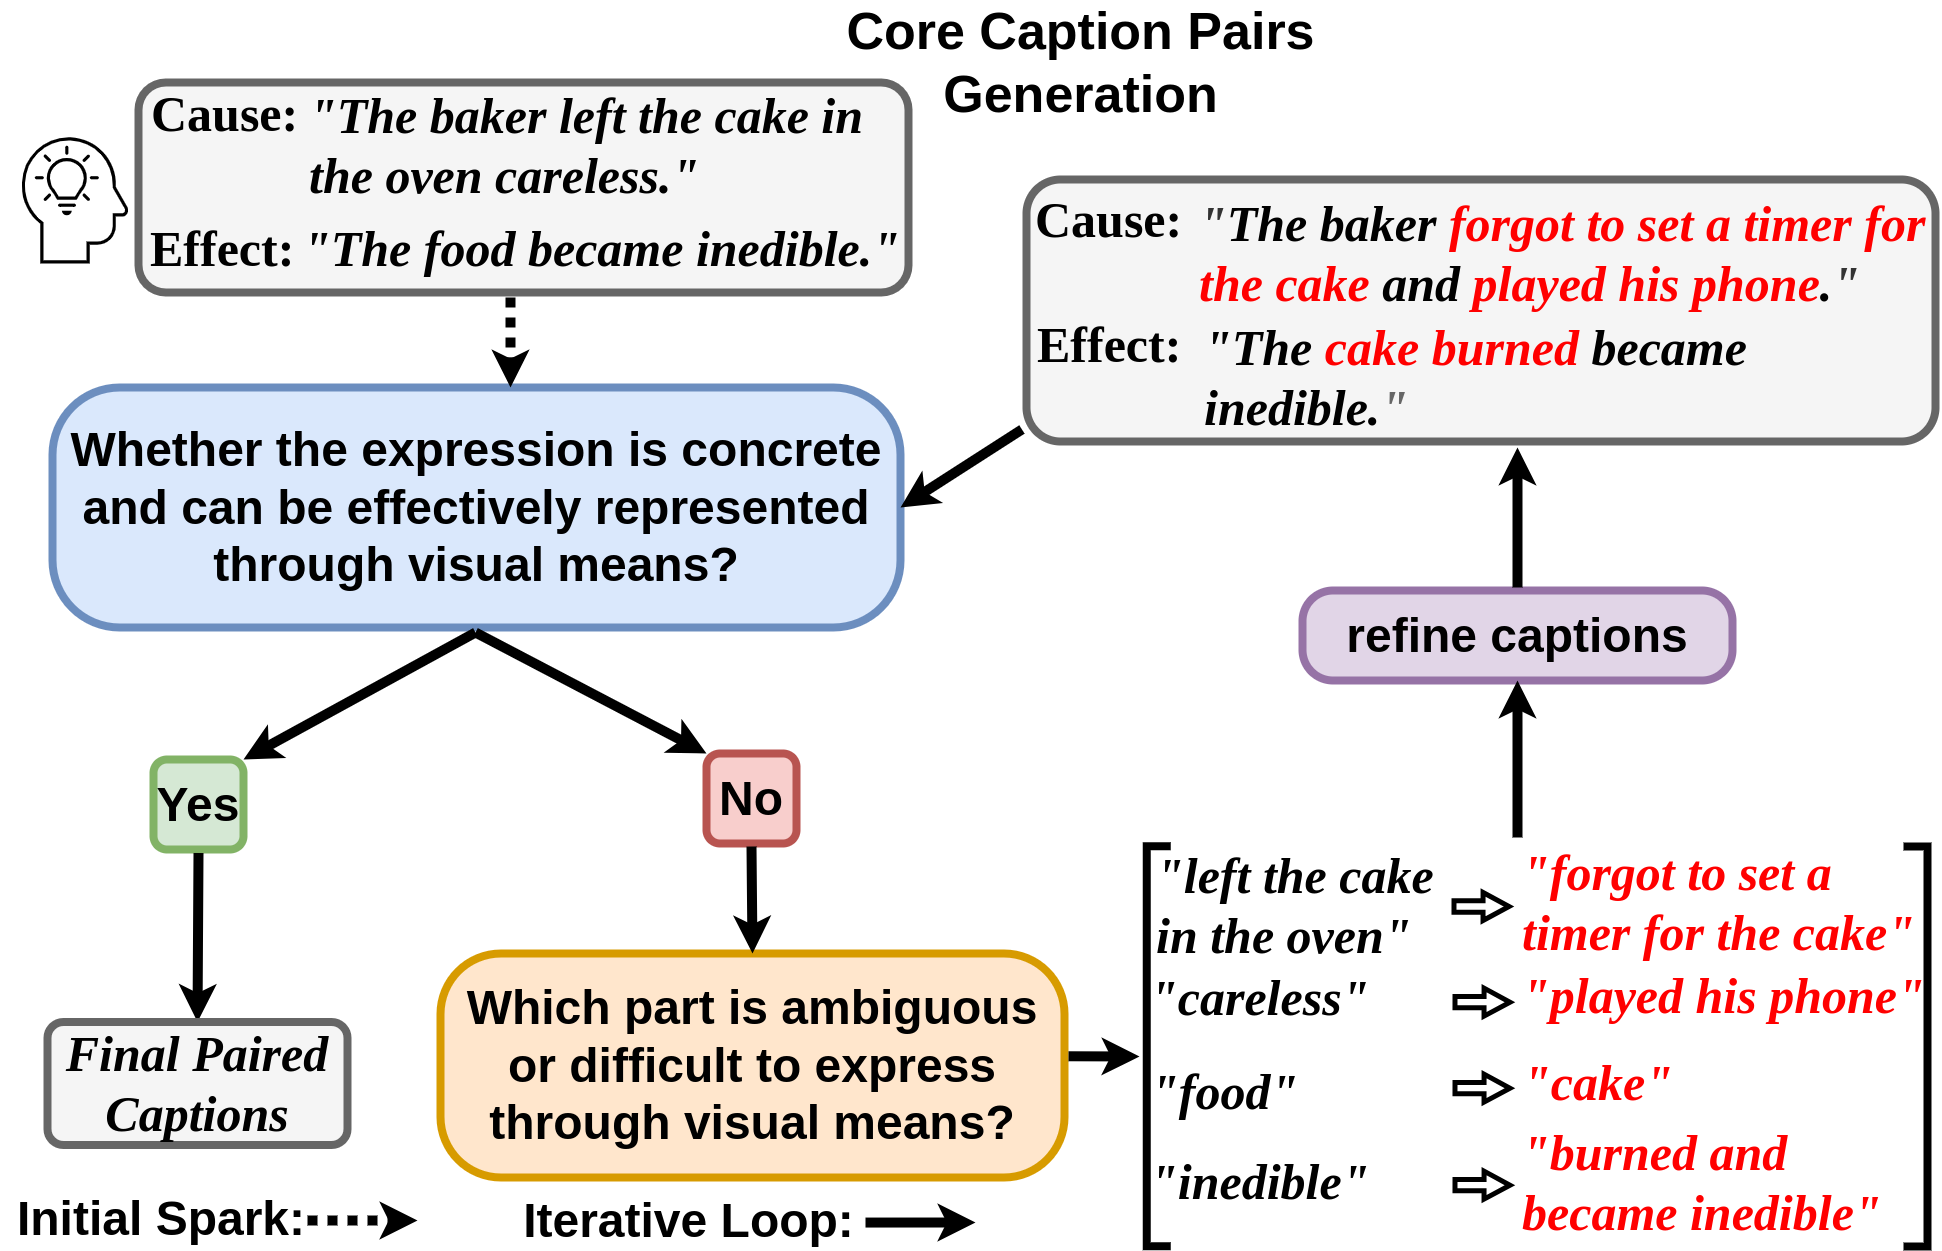 Core Caption Pairs
Generation
Cause: "The baker left the cake in
the oven careless."
Effect: "The food became inedible."
Cause: "The baker forgot to set a timer for
the cake and played his phone."
Effect: "The cake burned became
inedible."
Whether the expression is concrete
and can be effectively represented
through visual means?
refine captions
Yes
No
Final Paired
Captions
Which part is ambiguous
or difficult to express
through visual means?
"left the cake
in the oven"
"forgot to set a
timer for the cake"
"careless"
"played his phone"
"food"
"cake"
"inedible"
"burned and
became inedible"
Initial Spark:
Iterative Loop: